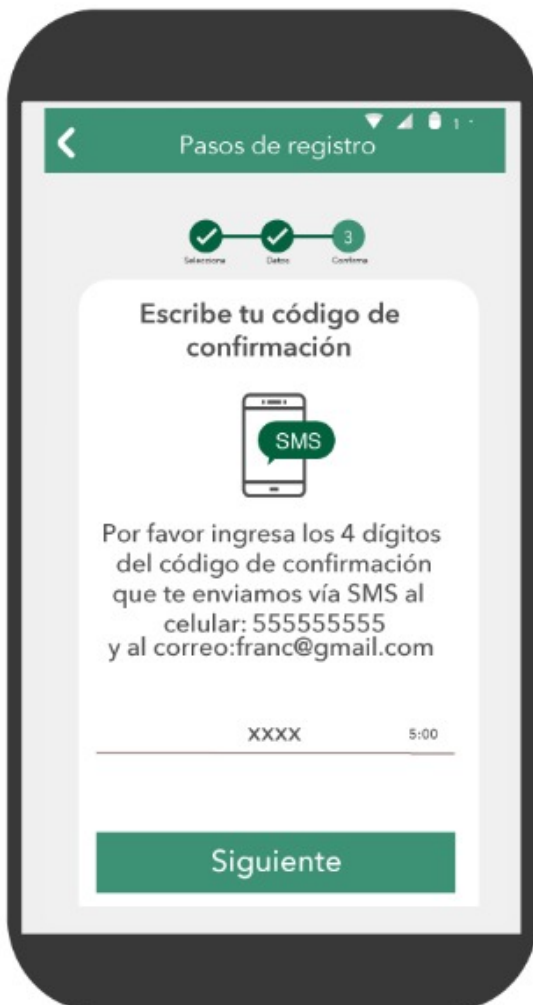 1
Pasos de registro
3
Selecciona Datos Confirma
Escribe tu código de
confirmación
SMS
Por favor ingresa los 4 dígitos
del código de confirmación
que te enviamos vía SMS al
celular: 555555555
y al correo:franc@gmail.com
XXXX 5:00
Siguiente